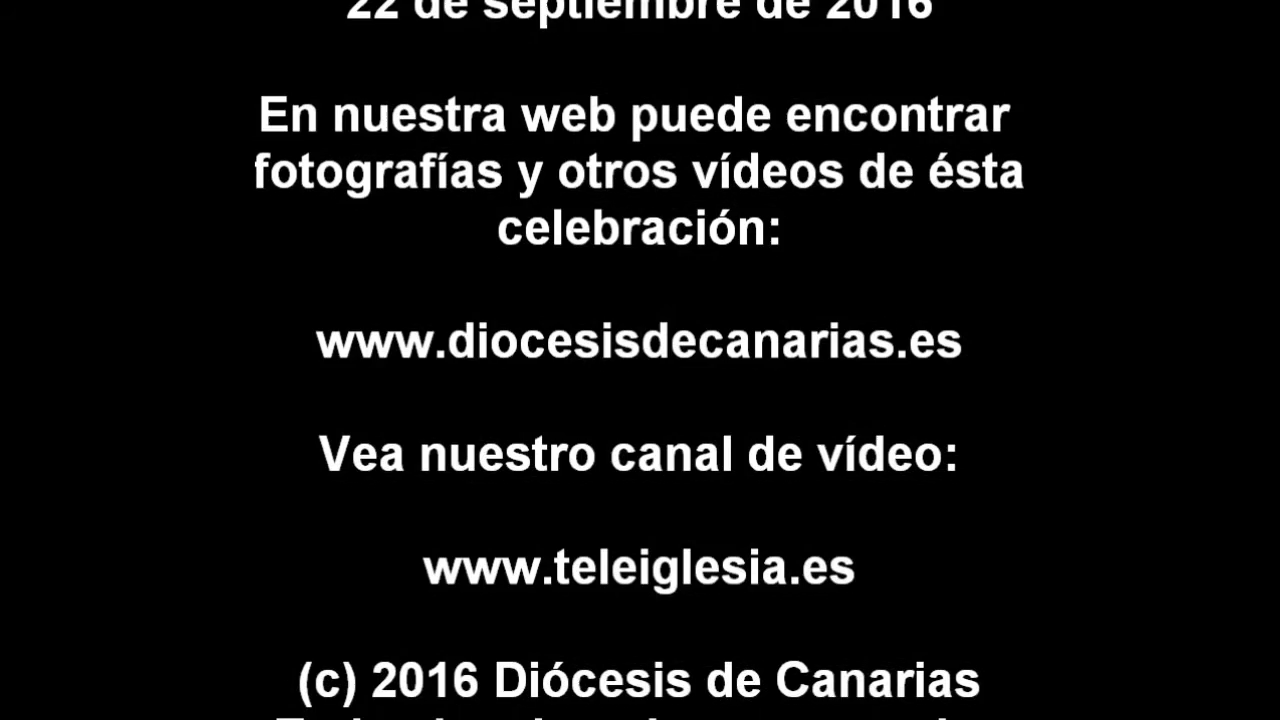 22 de septiembre de 2016
En nuestra web puede encontrar
fotografías y otros vídeos de ésta
celebración:
www.diocesisdecanarias.es
Vea nuestro canal de vídeo:
www.teleiglesia.es
(c) 2016 Diócesis de Canarias